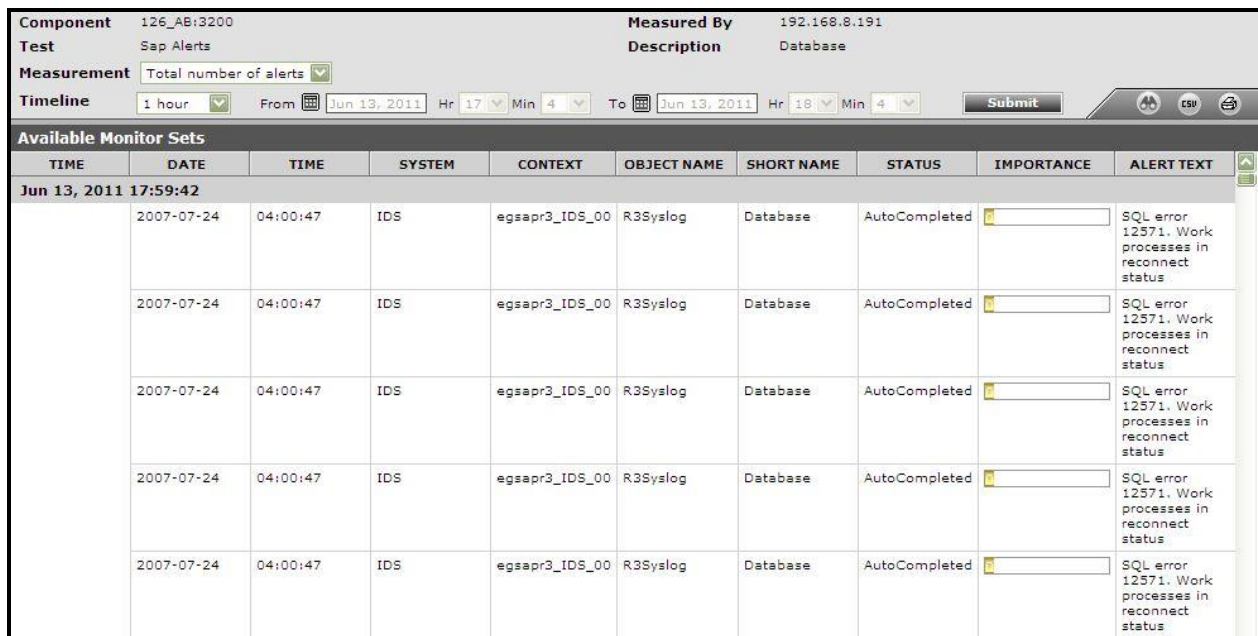 Component 126_AB:3200 Measured By 192.168.8.191
Test Sap Alerts Description Database
Measurement Total number of alerts
Timeline 1 hour From Jun 13, 2011 Hr 17 Min 4 To Jun 13, 2011 Hr 18 Min 4 Submit CSV
Available Monitor Sets
TIME DATE TIME SYSTEM CONTEXT OBJECT NAME SHORT NAME STATUS IMPORTANCE ALERT TEXT
Jun 13, 2011 17:59:42
2007-07-24 04:00:47 IDS egsapr3_IDS_00 R3Syslog Database AutoCompleted SQL error
12571. Work
processes in
reconnect
status
2007-07-24 04:00:47 IDS egsapr3_IDS_00 R3Syslog Database AutoCompleted SQL error
12571. Work
processes in
reconnect
status
2007-07-24 04:00:47 IDS egsapr3_IDS_00 R3Syslog Database AutoCompleted SQL error
12571. Work
processes in
reconnect
status
2007-07-24 04:00:47 IDS egsapr3_IDS_00 R3Syslog Database AutoCompleted SQL error
12571. Work
processes in
reconnect
status
2007-07-24 04:00:47 IDS egsapr3_IDS_00 R3Syslog Database AutoCompleted SQL error
12571. Work
processes in
reconnect
status